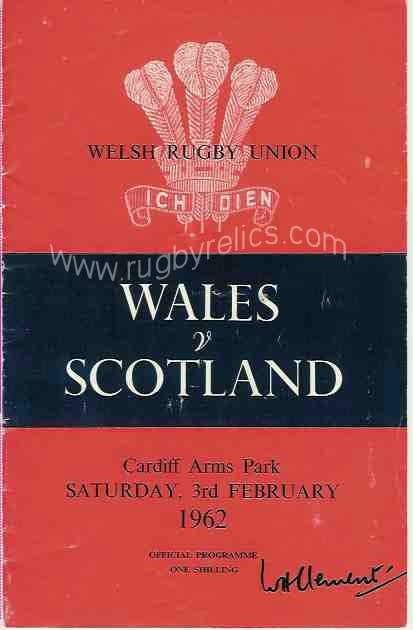 WELSH RUGBY UNION
ICH DIEN
www.rugbyrelics.com
WALES
v
SCOTLAND
Cardiff Arms Park
SATURDAY, 3rd FEBRUARY
1962
OFFICIAL PROGRAMME
ONE SHILLING
WHClement